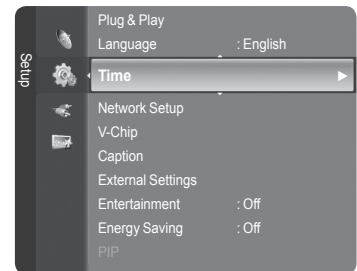 Setup
Plug & Play
Language : English
Time
Network Setup
V-Chip
Caption
External Settings
Entertainment : Off
Energy Saving : Off
PIP